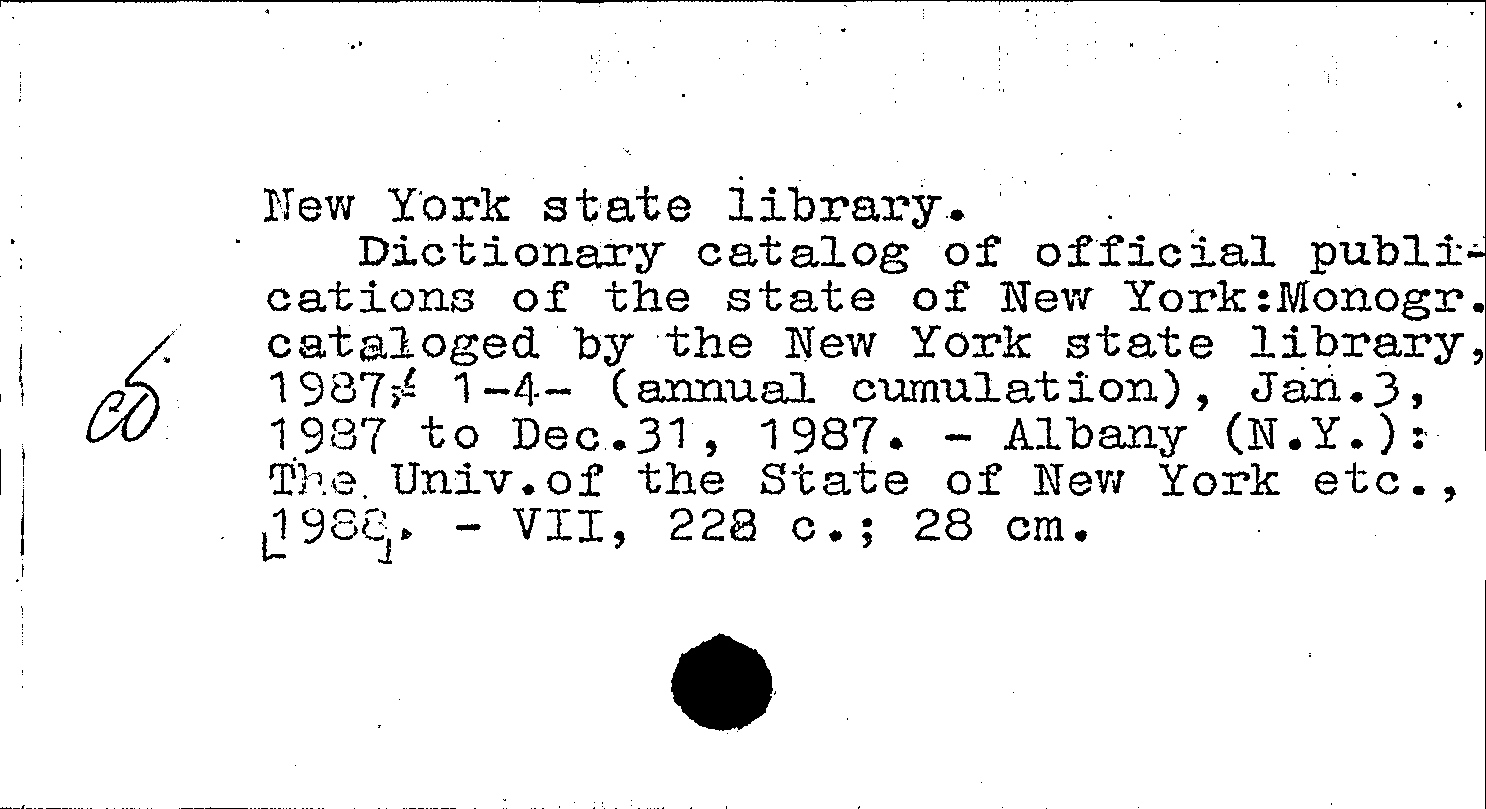 New York state library.
Dictionary catalog of official publi-
cations of the state of New York:Monogr.
cataloged by the New York state library,
сб
1987; 1-4- (annual cumulation), Jan.3,
1987 to Dec.31, 1987. - Albany (N.Y.):
The Univ.of the State of New York etc.,
[1988]. - VII, 228 c.; 28 cm.